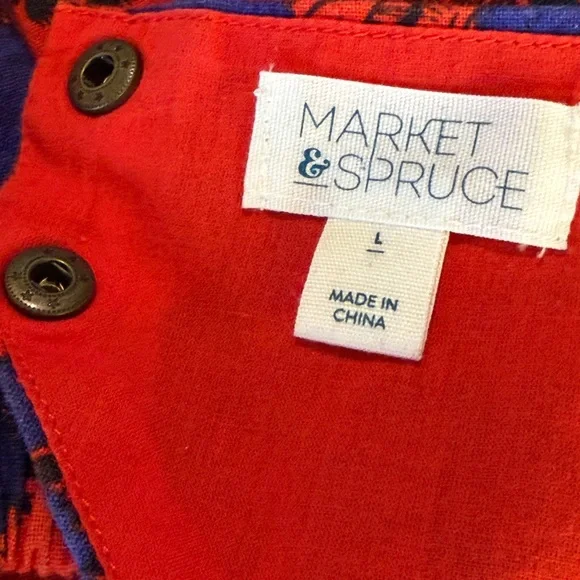 MARKET
& SPRUCE
L
MADE IN
CHINA